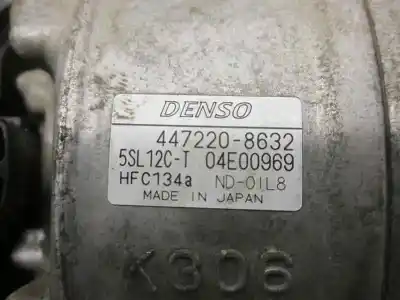 DENSO
447220-8632
5SL12C-T 04E00969
HFC134a ND-OIL8
MADE IN JAPAN
K306